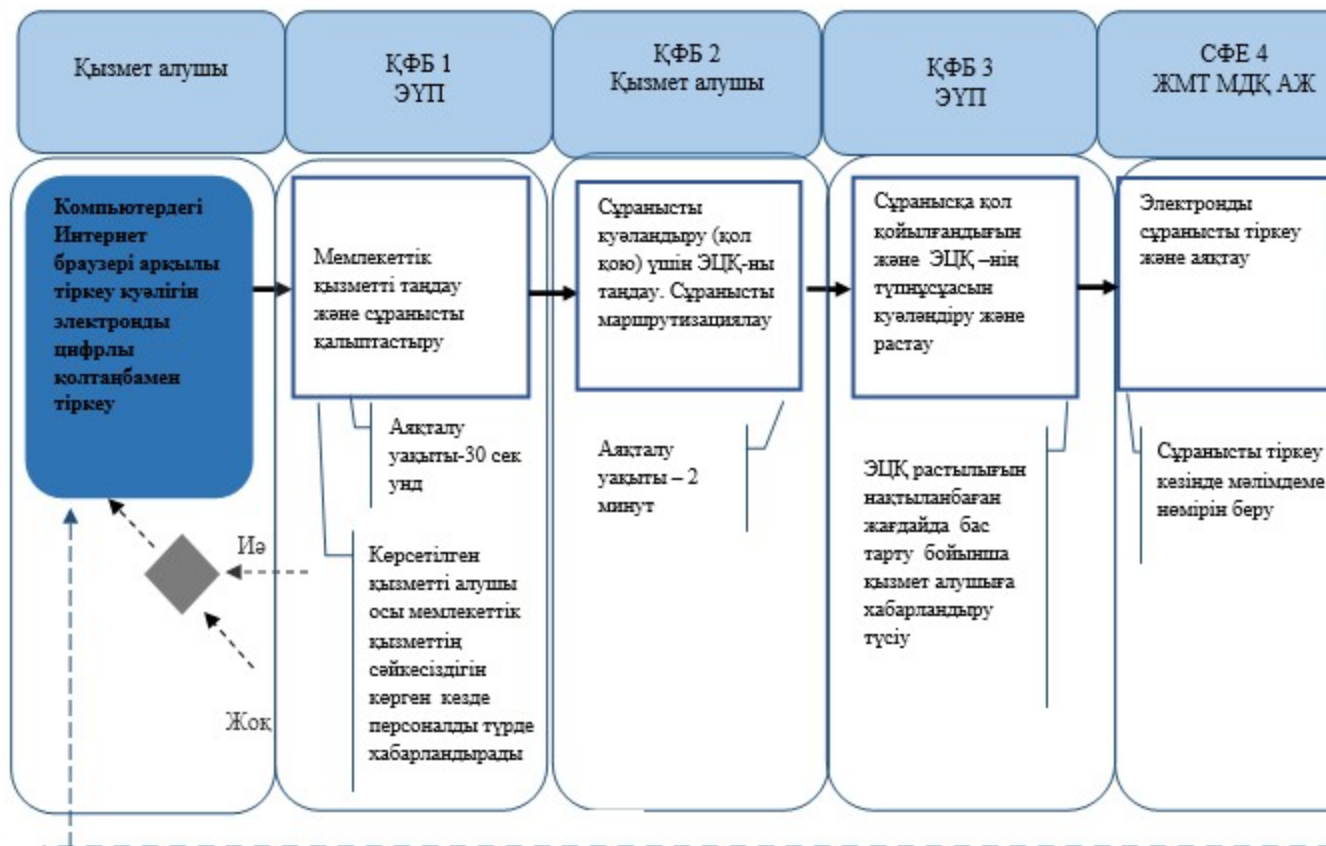 Қызмет алушы
ҚФБ 1
ЭҮП
ҚФБ 2
Қызмет алушы
ҚФБ 3
ЭҮП
СФЕ 4
ЖМТ МДҚ АЖ
Компьютердегі
Интернет
браузері арқылы
тіркеу куәлігін
электронды
цифрлы
қолтаңбамен
тіркеу
Мемлекеттік
қызметті таңдау
және сұранысты
қалыптастыру
Сұранысты
куәландыру (қол
қою) үшін ЭЦҚ-ны
таңдау. Сұранысты
маршрутизациялау
Сұранысқа қол
қойылғандығын
және ЭЦҚ –нің
түпнұсұасын
куәләндіру және
растау
Электронды
сұранысты тіркеу
және аяқтау
Аяқталу
уақыты-30 сек
унд
Көрсетілген
қызметті алушы
осы мемлекеттік
қызметтің
сәйкесіздігін
көрген кезде
персоналды түрде
хабарландырады
Аяқталу
уақыты – 2
минут
ЭЦҚ растылығын
нақтыланбаған
жағдайда бас
тарту бойынша
қызмет алушыға
хабарландыру
түсіу
Сұранысты тіркеу
кезінде мәлімдеме
нөмірін беру
Иә
Жоқ